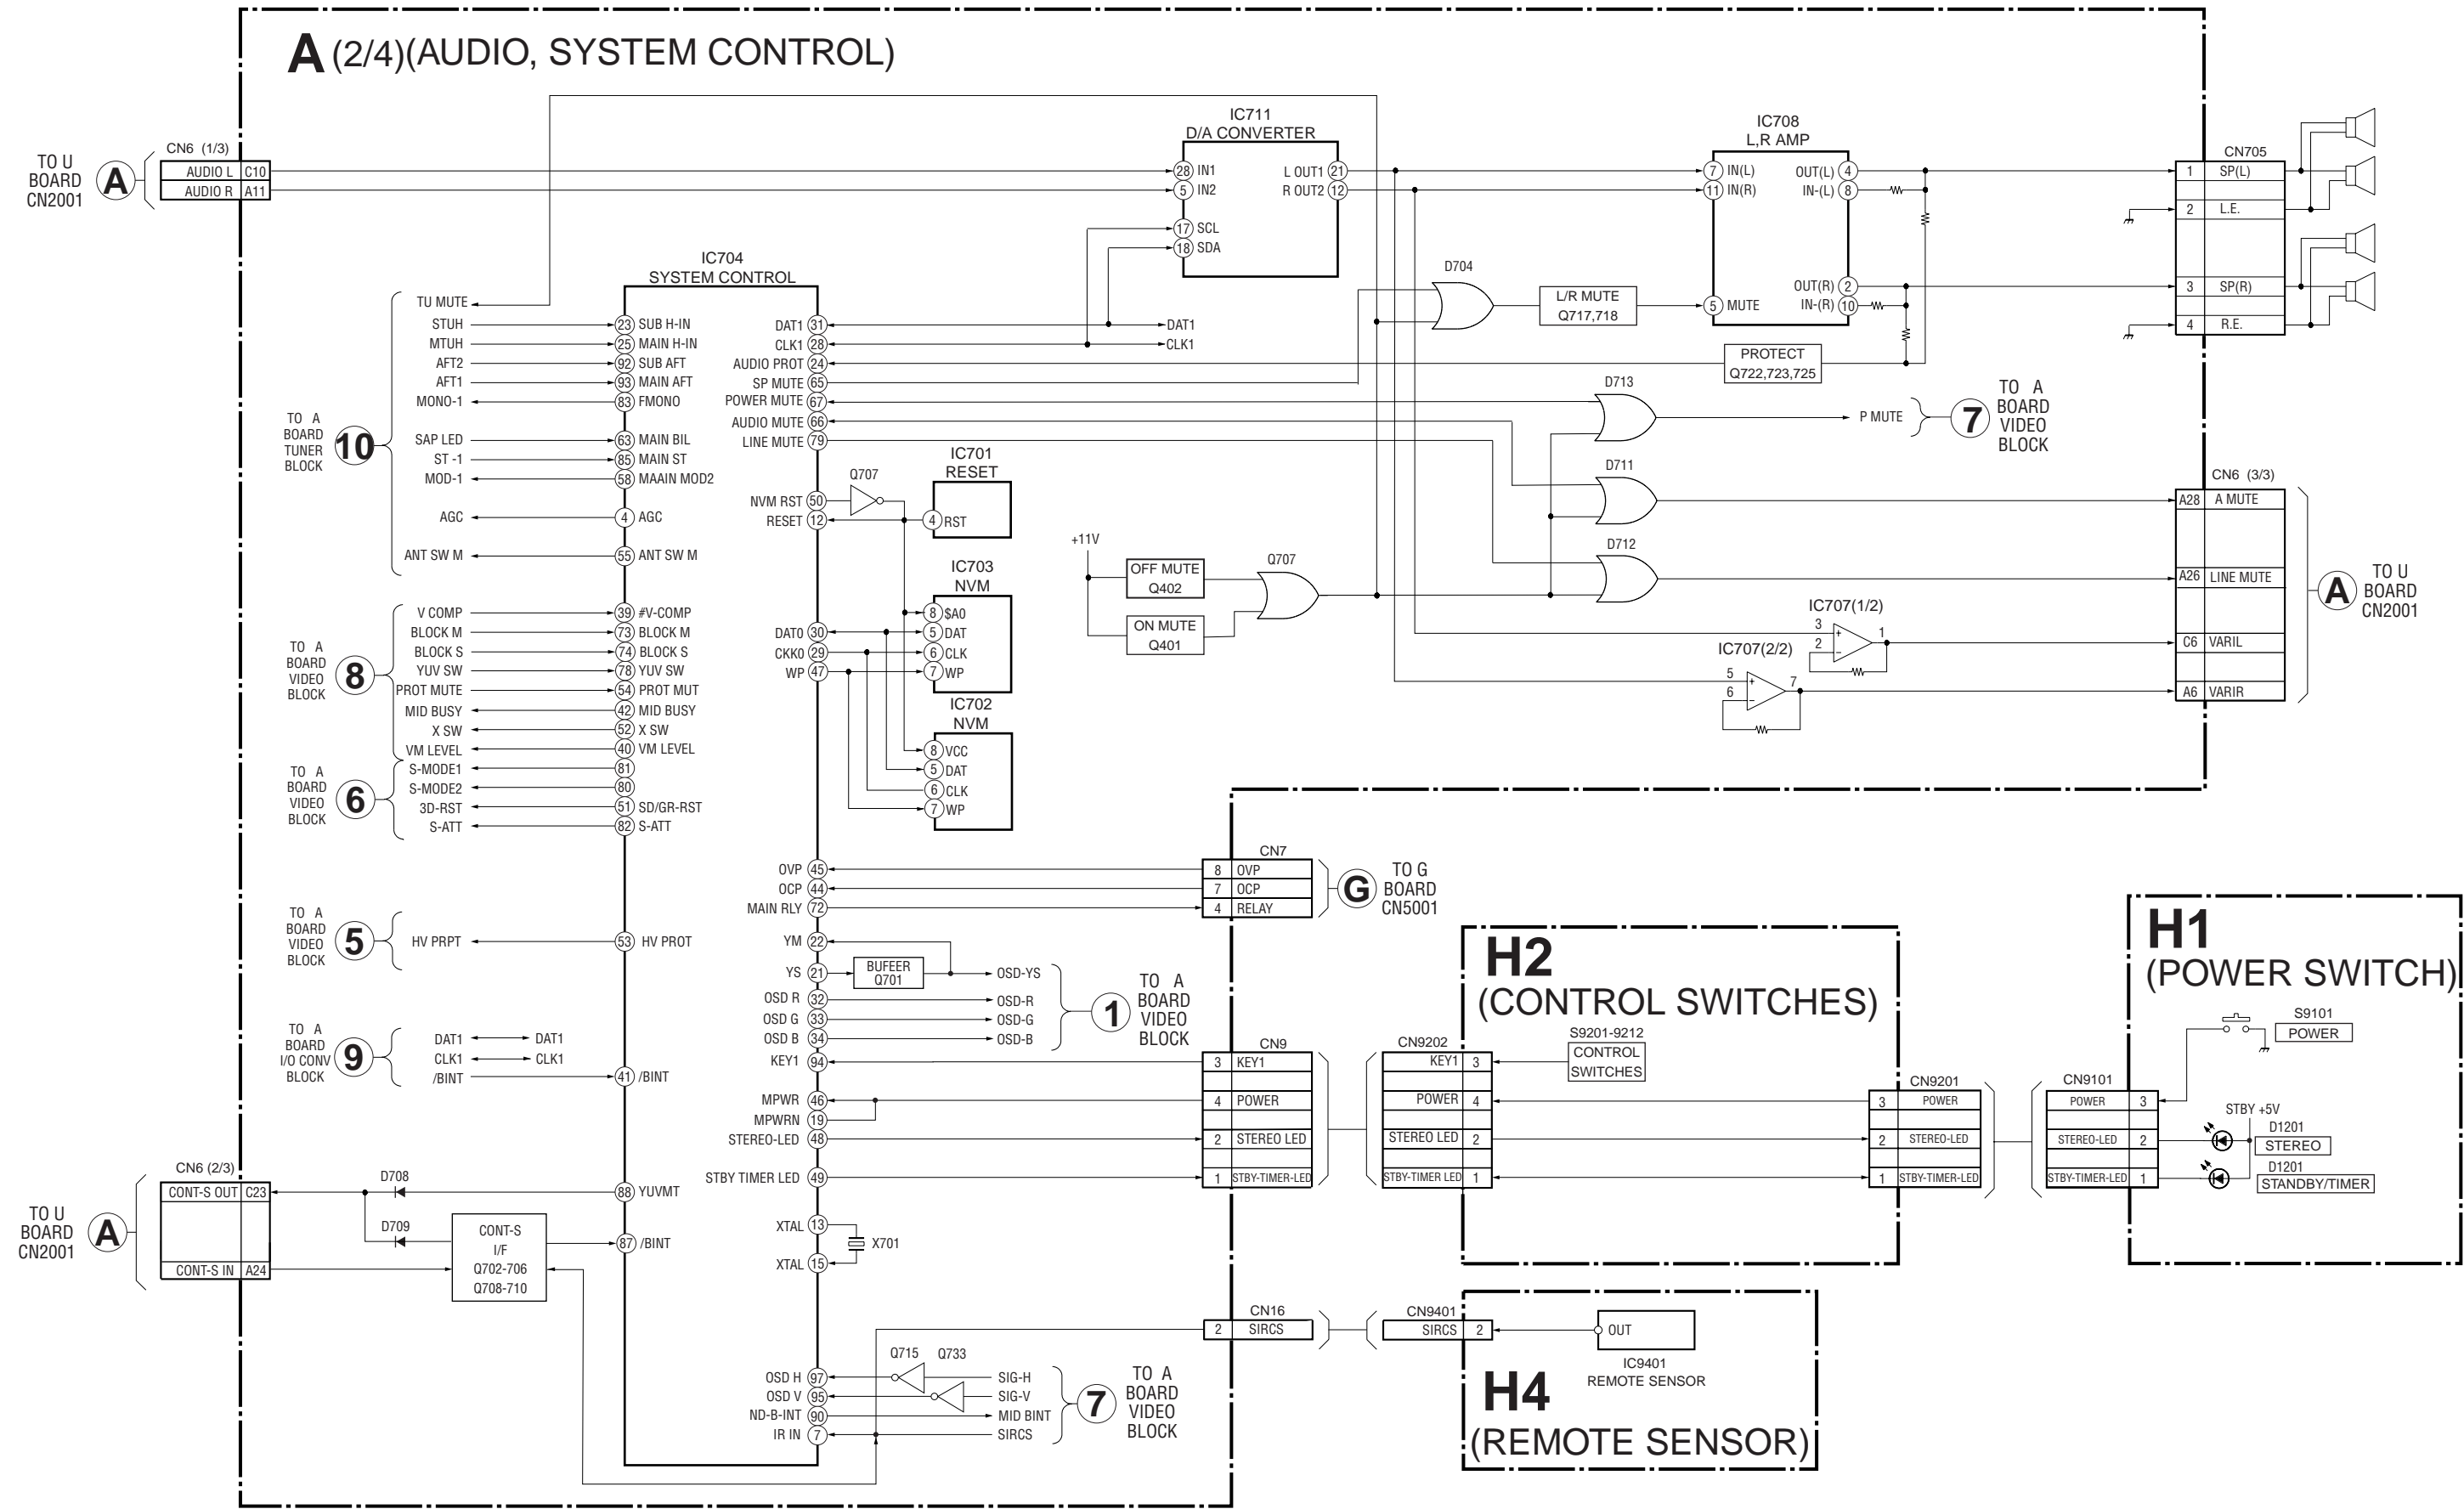 A (2/4)(AUDIO, SYSTEM CONTROL)
TO U
BOARD
CN2001
A
CN6 (1/3)
AUDIO L C10
AUDIO R A11
IC711
D/A CONVERTER
28 IN1
5 IN2
17 SCL
18 SDA
L OUT1 21
R OUT2 12
IC708
L,R AMP
7 IN(L)
11 IN(R)
5 MUTE
OUT(L) 4
IN-(L) 8
OUT(R) 2
IN-(R) 10
CN705
1 SP(L)
2 L.E.
3 SP(R)
4 R.E.
D704
L/R MUTE
Q717,718
PROTECT
Q722,723,725
IC704
SYSTEM CONTROL
TO A
BOARD
TUNER
BLOCK
10
TU MUTE
STUH
MTUH
AFT2
AFT1
MONO-1
SAP LED
ST -1
MOD-1
AGC
ANT SW M
23 SUB H-IN
25 MAIN H-IN
92 SUB AFT
93 MAIN AFT
83 FMONO
63 MAIN BIL
85 MAIN ST
58 MAAIN MOD2
4 AGC
55 ANT SW M
DAT1 31
CLK1 28
AUDIO PROT 24
SP MUTE 65
POWER MUTE 67
AUDIO MUTE 66
LINE MUTE 79
DAT1
CLK1
NVM RST 50
RESET 12
Q707
IC701
RESET
4 RST
IC703
NVM
8 $A0
5 DAT
6 CLK
7 WP
DAT0 30
CKK0 29
WP 47
IC702
NVM
8 VCC
5 DAT
6 CLK
7 WP
D713
P MUTE
7
TO A
BOARD
VIDEO
BLOCK
D711
D712
+11V
OFF MUTE
Q402
ON MUTE
Q401
Q707
IC707(1/2)
3
+
2
−
1
IC707(2/2)
5
+
6
−
7
CN6 (3/3)
A28 A MUTE
A26 LINE MUTE
C6 VARIL
A6 VARIR
A
TO U
BOARD
CN2001
TO A
BOARD
VIDEO
BLOCK
8
V COMP
BLOCK M
BLOCK S
YUV SW
PROT MUTE
MID BUSY
X SW
VM LEVEL
39 #V-COMP
73 BLOCK M
74 BLOCK S
78 YUV SW
54 PROT MUT
42 MID BUSY
52 X SW
40 VM LEVEL
TO A
BOARD
VIDEO
BLOCK
6
S-MODE1
S-MODE2
3D-RST
S-ATT
81
80
51 SD/GR-RST
82 S-ATT
OVP 45
OCP 44
MAIN RLY 72
CN7
8 OVP
7 OCP
4 RELAY
G
TO G
BOARD
CN5001
TO A
BOARD
VIDEO
BLOCK
5
HV PRPT
53 HV PROT
YM 22
YS 21
BUFEER
Q701
OSD R 32
OSD G 33
OSD B 34
OSD-YS
OSD-R
OSD-G
OSD-B
1
TO A
BOARD
VIDEO
BLOCK
TO A
BOARD
I/O CONV
BLOCK
9
DAT1 DAT1
CLK1 CLK1
/BINT
41 /BINT
KEY1 94
MPWR 46
MPWRN 19
STEREO-LED 48
STBY TIMER LED 49
CN9
3 KEY1
4 POWER
2 STEREO LED
1 STBY-TIMER-LED
H2
(CONTROL SWITCHES)
CN9202
KEY1 3
POWER 4
STEREO LED 2
STBY-TIMER LED 1
S9201-9212
CONTROL
SWITCHES
CN9201
3 POWER
2 STEREO-LED
1 STBY-TIMER-LED
H1
(POWER SWITCH)
CN9101
POWER 3
STEREO-LED 2
STBY-TIMER-LED 1
S9101
POWER
STBY +5V
D1201
STEREO
D1201
STANDBY/TIMER
TO U
BOARD
CN2001
A
CN6 (2/3)
CONT-S OUT C23
CONT-S IN A24
D708
D709
CONT-S
I/F
Q702-706
Q708-710
88 YUVMT
87 /BINT
XTAL 13
XTAL 15
X701
CN16
2 SIRCS
CN9401
SIRCS 2
OUT
IC9401
REMOTE SENSOR
H4
(REMOTE SENSOR)
Q715 Q733
OSD H 97
OSD V 95
ND-B-INT 90
IR IN 7
SIG-H
SIG-V
MID BINT
SIRCS
7
TO A
BOARD
VIDEO
BLOCK